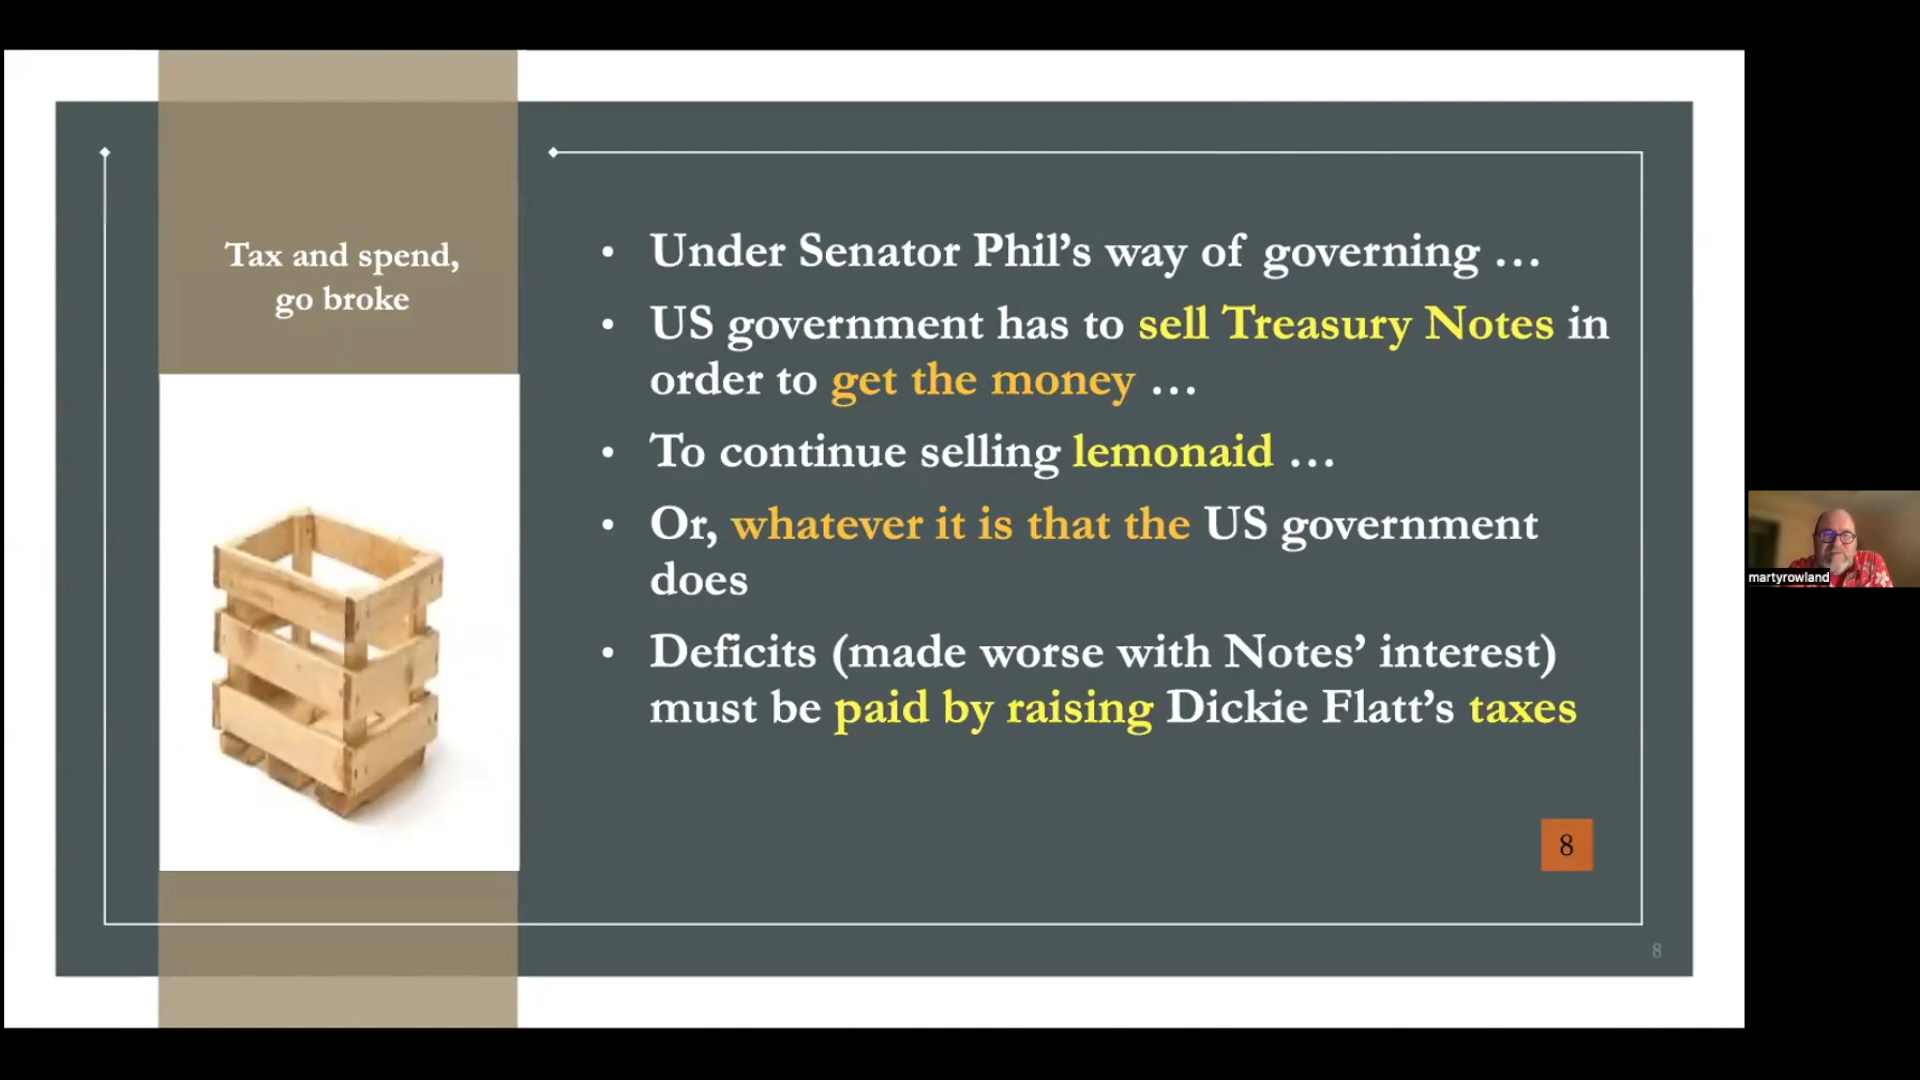 Tax and spend,
go broke
• Under Senator Phil’s way of governing …
• US government has to sell Treasury Notes in
order to get the money …
• To continue selling lemonaid …
• Or, whatever it is that the US government
does
• Deficits (made worse with Notes’ interest)
must be paid by raising Dickie Flatt’s taxes
8
8
martyrowland